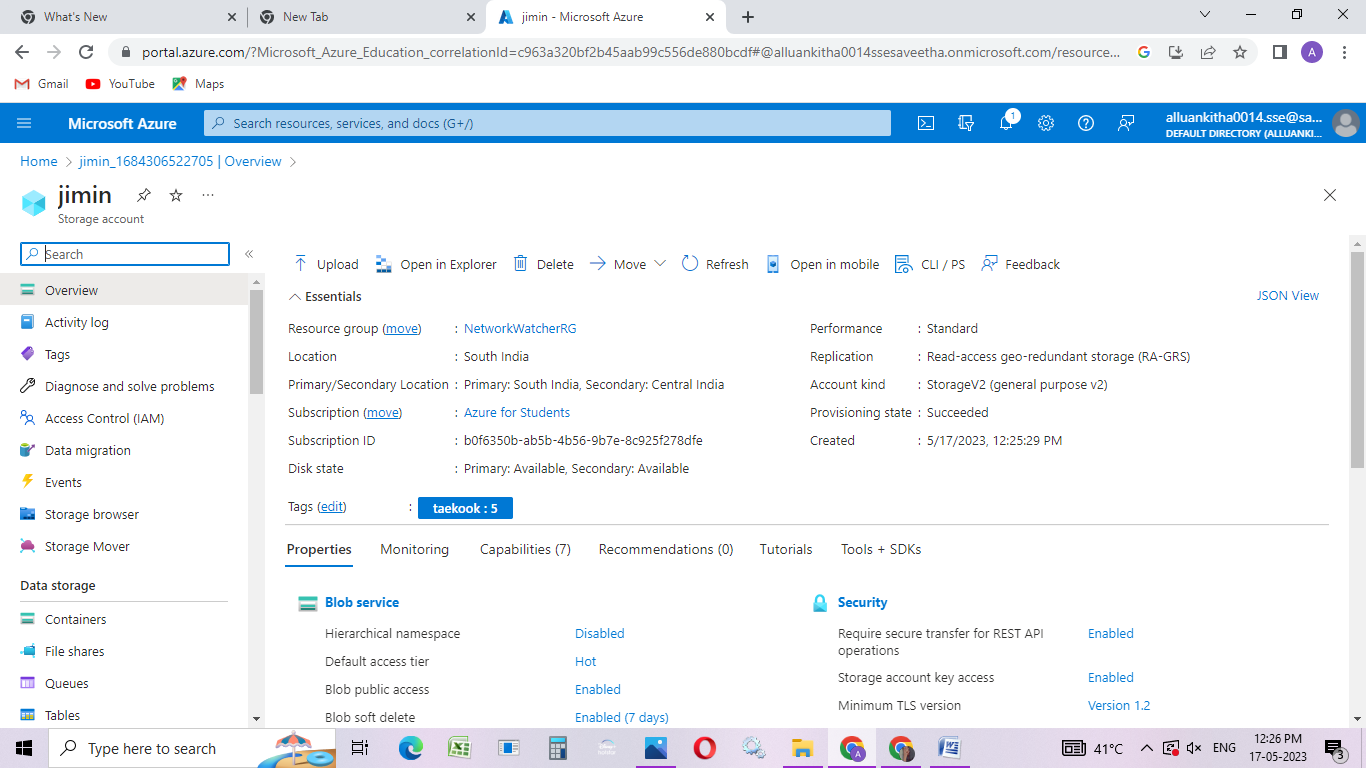 What's New
New Tab
jimin - Microsoft Azure
portal.azure.com/?Microsoft_Azure_Education_correlationId=c963a320bf2b45aab99c556de880bcdf#@alluankitha0014ssesaveetha.onmicrosoft.com/resource...
A
Gmail
YouTube
Maps
Microsoft Azure
Search resources, services, and docs (G+/)
1
alluankitha0014.sse@sa...
DEFAULT DIRECTORY (ALLUANKI...
Home > jimin_1684306522705 | Overview >
jimin
Storage account
Search
Overview
Activity log
Tags
Diagnose and solve problems
Access Control (IAM)
Data migration
Events
Storage browser
Storage Mover
Data storage
Containers
File shares
Queues
Tables
Upload Open in Explorer Delete Move Refresh Open in mobile CLI / PS Feedback
Essentials
JSON View
Resource group (move) : NetworkWatcherRG
Location : South India
Primary/Secondary Location : Primary: South India, Secondary: Central India
Subscription (move) : Azure for Students
Subscription ID : b0f6350b-ab5b-4b56-9b7e-8c925f278dfe
Disk state : Primary: Available, Secondary: Available
Tags (edit) : taekook : 5
Performance : Standard
Replication : Read-access geo-redundant storage (RA-GRS)
Account kind : StorageV2 (general purpose v2)
Provisioning state : Succeeded
Created : 5/17/2023, 12:25:29 PM
Properties Monitoring Capabilities (7) Recommendations (0) Tutorials Tools + SDKs
Blob service
Hierarchical namespace Disabled
Default access tier Hot
Blob public access Enabled
Blob soft delete Enabled (7 days)
Security
Require secure transfer for REST API operations Enabled
Storage account key access Enabled
Minimum TLS version Version 1.2
Type here to search
41°C
ENG
12:26 PM
17-05-2023
3